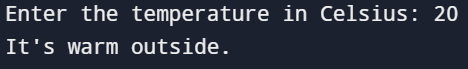 Enter the temperature in Celsius: 20
It's warm outside.